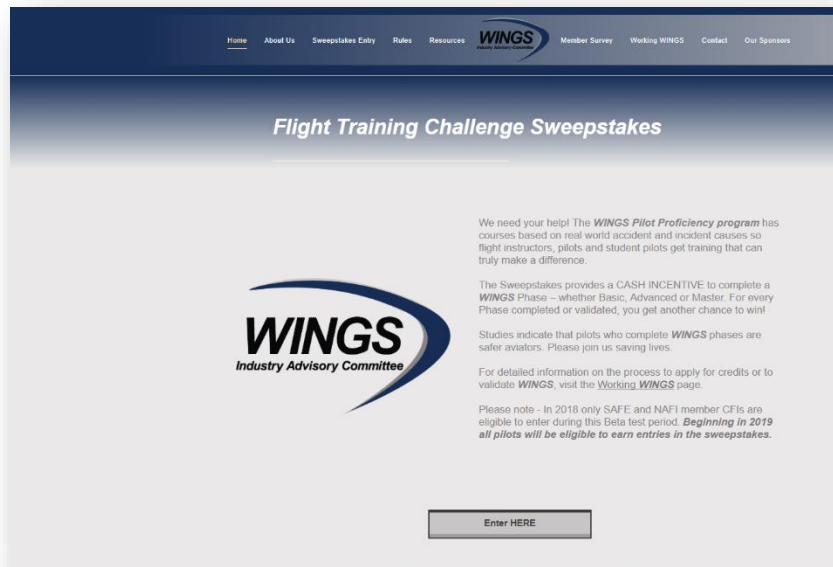 Home About Us Sweepstakes Entry Rules Resources WINGS Member Survey Working WINGS Contact Our Sponsors
Industry Advisory Committee
Flight Training Challenge Sweepstakes
We need your help! The WINGS Pilot Proficiency program has
courses based on real world accident and incident causes so
flight instructors, pilots and student pilots get training that can
truly make a difference.
The Sweepstakes provides a CASH INCENTIVE to complete a
WINGS Phase – whether Basic, Advanced or Master. For every
Phase completed or validated, you get another chance to win!
Studies indicate that pilots who complete WINGS phases are
safer aviators. Please join us saving lives.
For detailed information on the process to apply for credits or to
validate WINGS, visit the Working WINGS page.
Please note - In 2018 only SAFE and NAFI member CFIs are
eligible to enter during this Beta test period. Beginning in 2019
all pilots will be eligible to earn entries in the sweepstakes.
WINGS
Industry Advisory Committee
Enter HERE